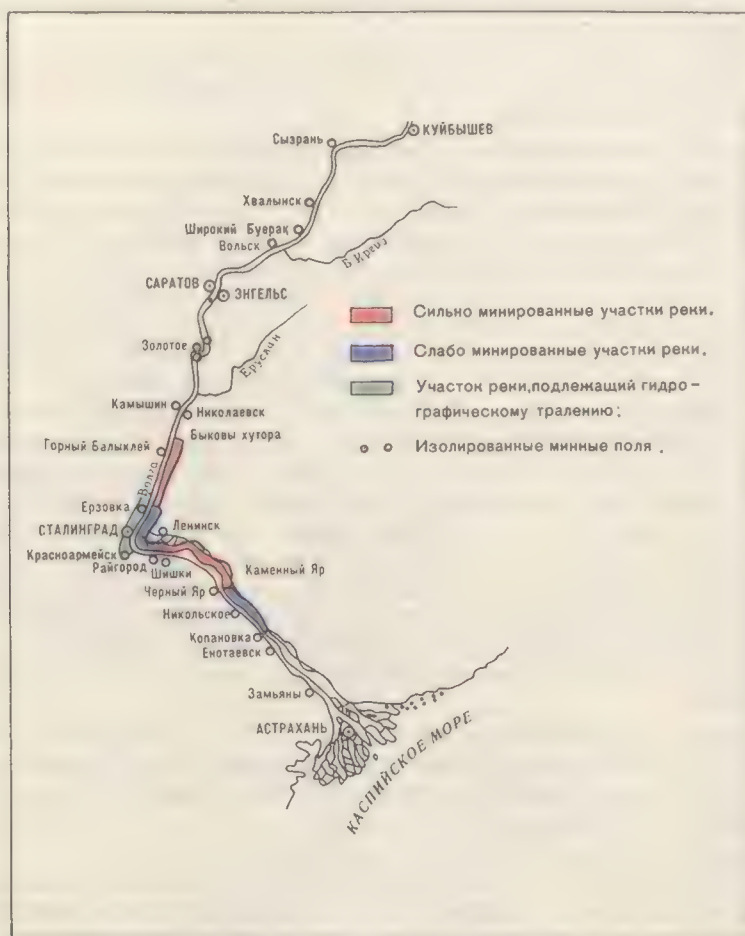 КУЙБЫШЕВ
Сызрань
Хвалынск
Широкий Буерак
Вольск
Б. Иргиз
САРАТОВ
ЭНГЕЛЬС
Сильно минированные участки реки.
Слабо минированные участки реки.
Участок реки, подлежащий гидро-
графическому тралению;
Изолированные минные поля.
Золотое
Еруслан
Камышин
Николаевск
Быковы хутора
Горный Балыклей
Волга
Ерзовка
СТАЛИНГРАД
Ленинск
Красноармейск
Райгород
Шишки
Каменный Яр
Черный Яр
Никольское
Копановка
Енотаевск
Замьяны
АСТРАХАНЬ
КАСПИЙСКОЕ МОРЕ